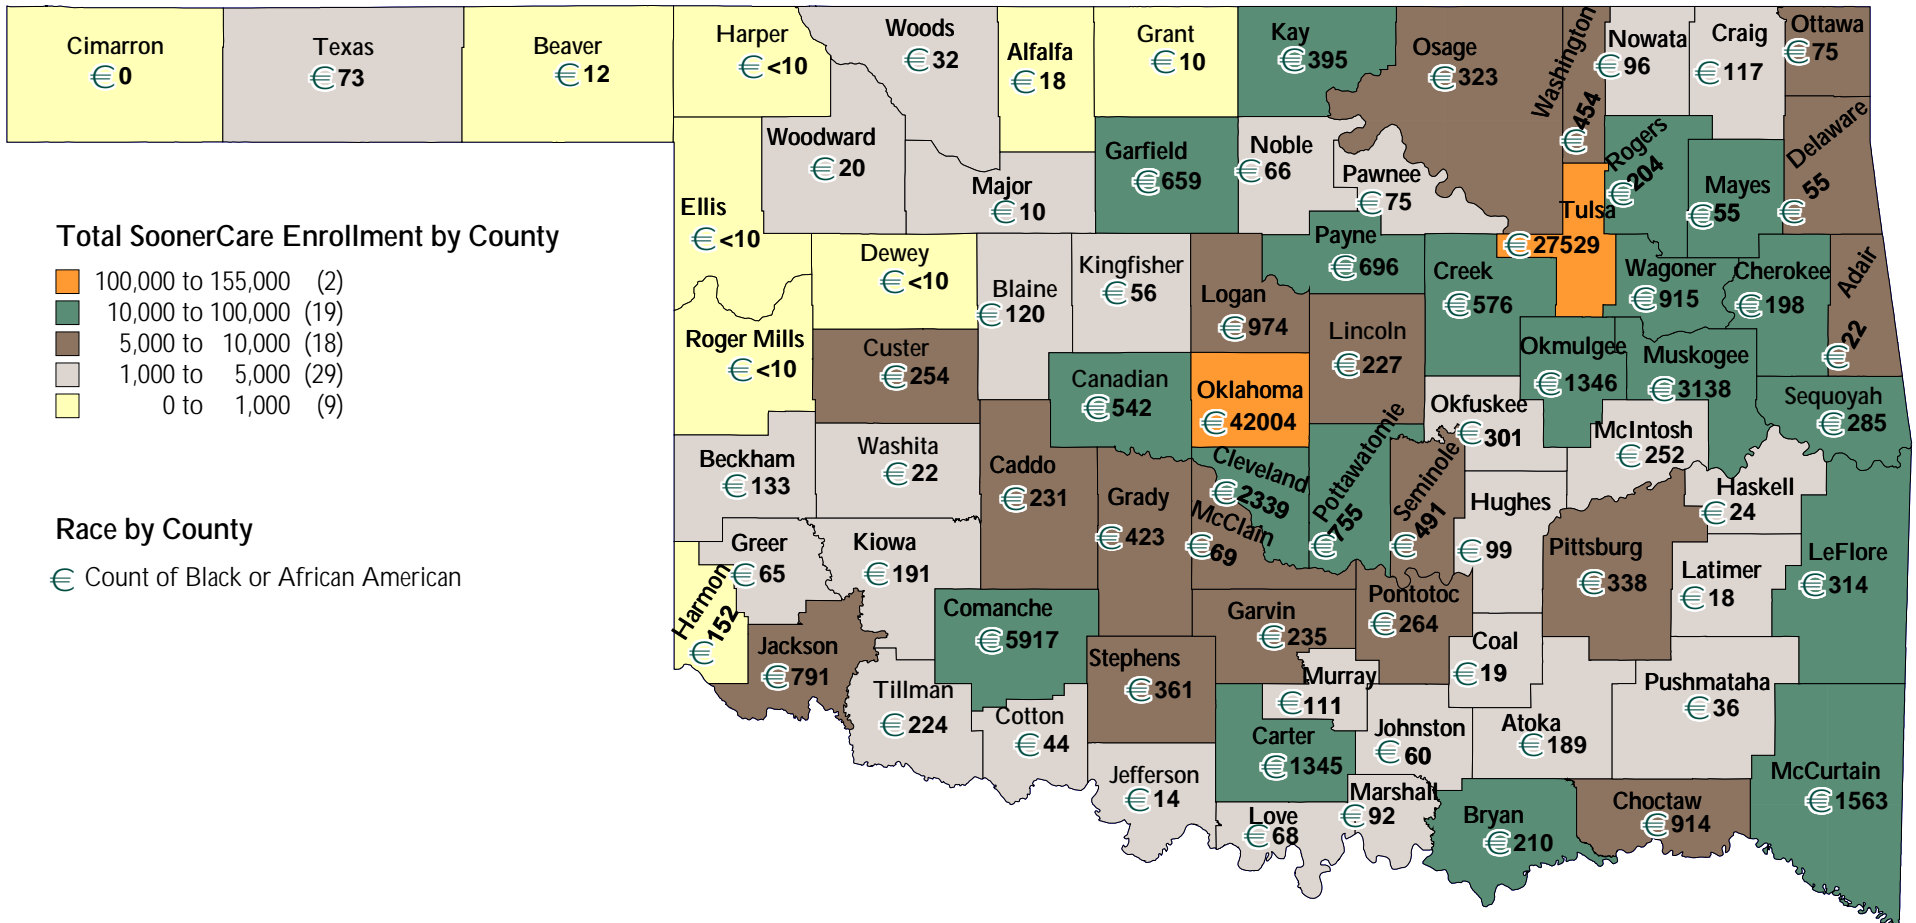 Cimarron
€ 0
Texas
€ 73
Beaver
€ 12
Harper
€ <10
Woods
€ 32
Alfalfa
€ 18
Grant
€ 10
Kay
€ 395
Osage
€ 323
Washington
€ 454
Nowata
€ 96
Craig
€ 117
Ottawa
€ 75
Woodward
€ 20
Major
€ 10
Garfield
€ 659
Noble
€ 66
Pawnee
€ 75
Rogers
€ 204
Mayes
€ 55
Delaware
€ 55
Ellis
€ <10
Dewey
€ <10
Blaine
€ 120
Kingfisher
€ 56
Logan
€ 974
Payne
€ 696
Creek
€ 576
Tulsa
€ 27529
Wagoner
€ 915
Cherokee
€ 198
Adair
€ 22
Total SoonerCare Enrollment by County
100,000 to 155,000 (2)
10,000 to 100,000 (19)
5,000 to 10,000 (18)
1,000 to 5,000 (29)
0 to 1,000 (9)
Roger Mills
€ <10
Custer
€ 254
Canadian
€ 542
Oklahoma
€ 42004
Lincoln
€ 227
Okmulgee
€ 1346
Muskogee
€ 3138
Sequoyah
€ 285
Okfuskee
€ 301
McIntosh
€ 252
Beckham
€ 133
Washita
€ 22
Caddo
€ 231
Grady
€ 423
Cleveland
€ 2339
McClain
€ 69
Pottawatomie
€ 755
Seminole
€ 491
Hughes
€ 99
Haskell
€ 24
Pittsburg
€ 338
Latimer
€ 18
LeFlore
€ 314
Race by County
€ Count of Black or African American
Greer
€ 65
Kiowa
€ 191
Harmon
€ 152
Jackson
€ 791
Comanche
€ 5917
Tillman
€ 224
Cotton
€ 44
Stephens
€ 361
Garvin
€ 235
Pontotoc
€ 264
Murray
€ 111
Coal
€ 19
Johnston
€ 60
Atoka
€ 189
Pushmataha
€ 36
Carter
€ 1345
Jefferson
€ 14
Love
€ 68
Marshall
€ 92
Bryan
€ 210
Choctaw
€ 914
McCurtain
€ 1563